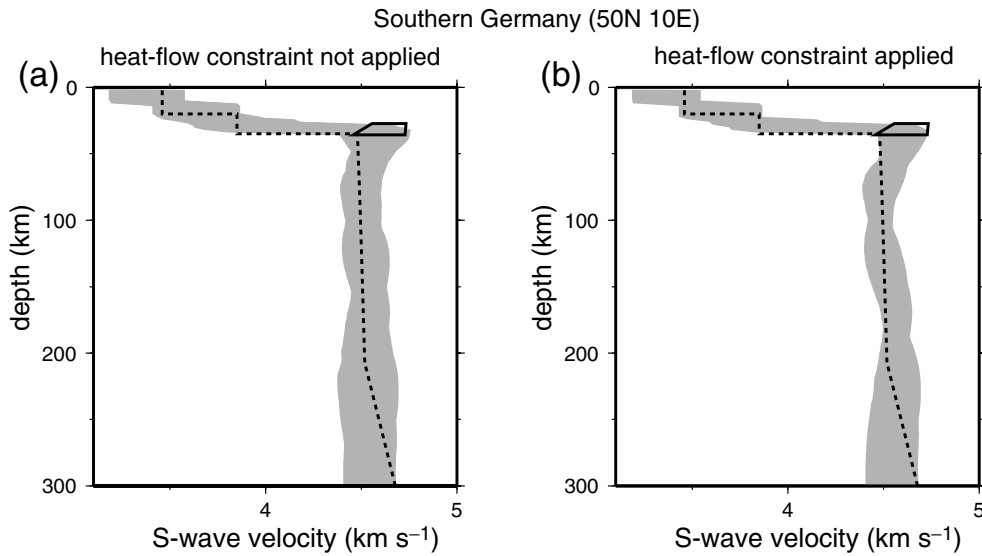 Southern Germany (50N 10E)
(a) heat-flow constraint not applied
0
100
200
300
depth (km)
4
5
S-wave velocity (km s⁻¹)
(b) heat-flow constraint applied
0
100
200
300
depth (km)
4
5
S-wave velocity (km s⁻¹)